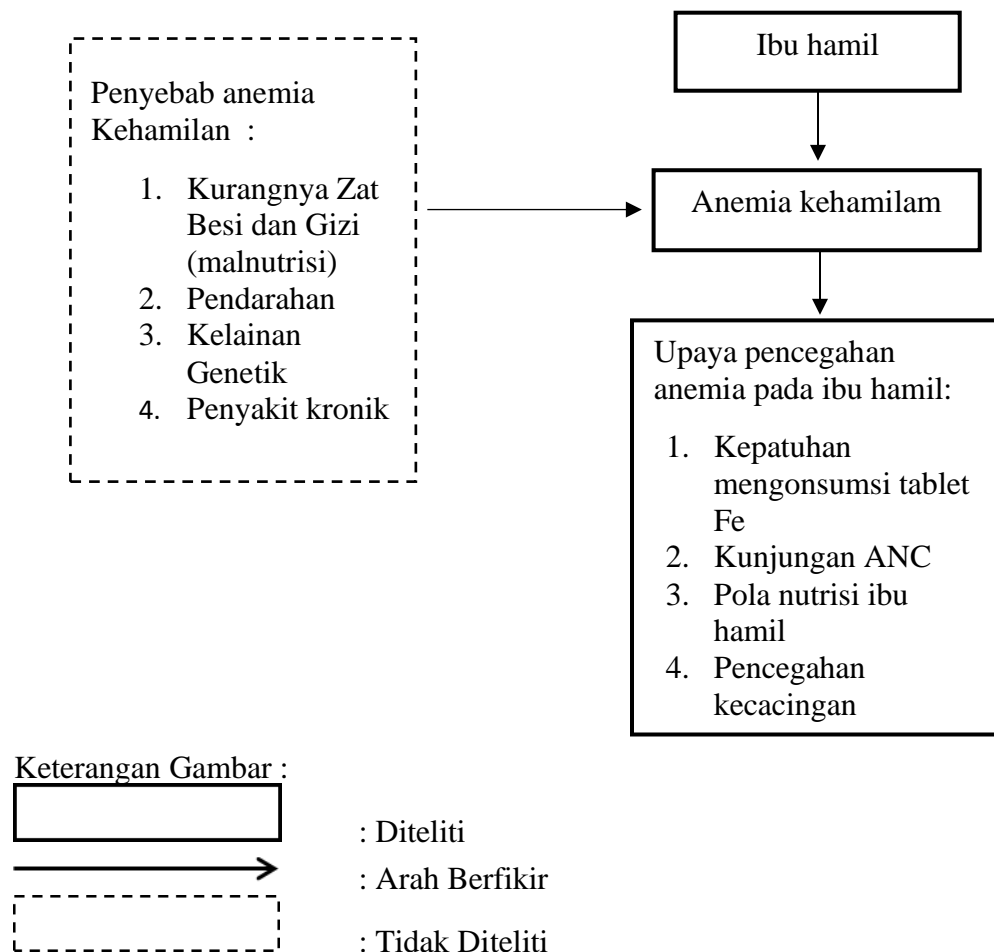 Penyebab anemia
Kehamilan :
1. Kurangnya Zat
Besi dan Gizi
(malnutrisi)
2. Pendarahan
3. Kelainan
Genetik
4. Penyakit kronik
Ibu hamil
Anemia kehamilam
Upaya pencegahan
anemia pada ibu hamil:
1. Kepatuhan
mengonsumsi tablet
Fe
2. Kunjungan ANC
3. Pola nutrisi ibu
hamil
4. Pencegahan
kecacingan
Keterangan Gambar :
: Diteliti
: Arah Berfikir
: Tidak Diteliti